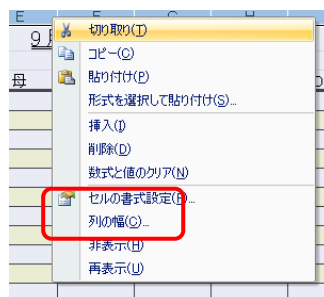 E F G H
9月
母
切り取り(T)
コピー(C)
貼り付け(P)
形式を選択して貼り付け(S)...
挿入(I)
削除(D)
数式と値のクリア(N)
セルの書式設定(F)...
列の幅(C)...
非表示(H)
再表示(U)